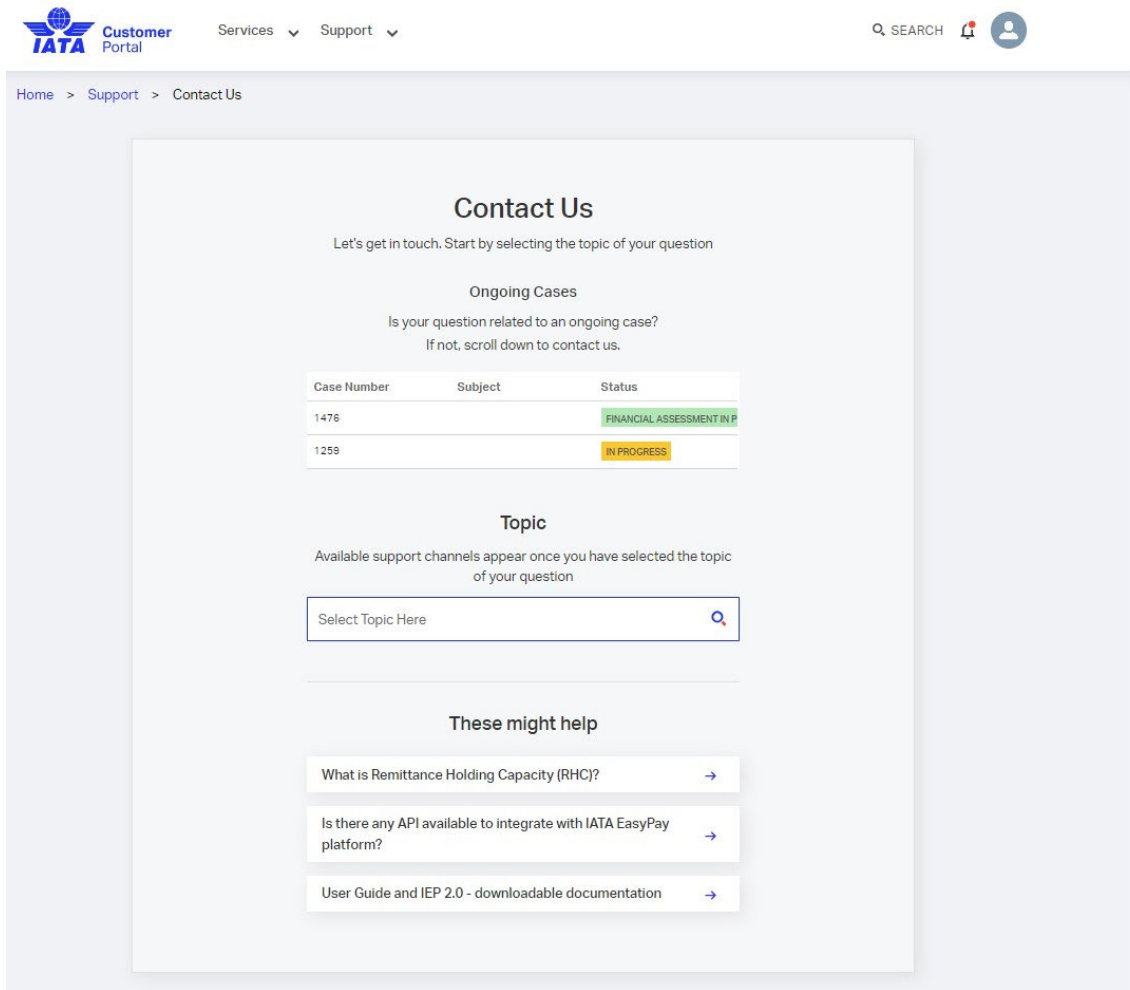 IATA Customer Portal
Services
Support
SEARCH
Home > Support > Contact Us
Contact Us
Let's get in touch. Start by selecting the topic of your question
Ongoing Cases
Is your question related to an ongoing case?
If not, scroll down to contact us.
Case Number Subject Status
1476 FINANCIAL ASSESSMENT IN P
1259 IN PROGRESS
Topic
Available support channels appear once you have selected the topic
of your question
Select Topic Here
These might help
What is Remittance Holding Capacity (RHC)?
Is there any API available to integrate with IATA EasyPay
platform?
User Guide and IEP 2.0 - downloadable documentation